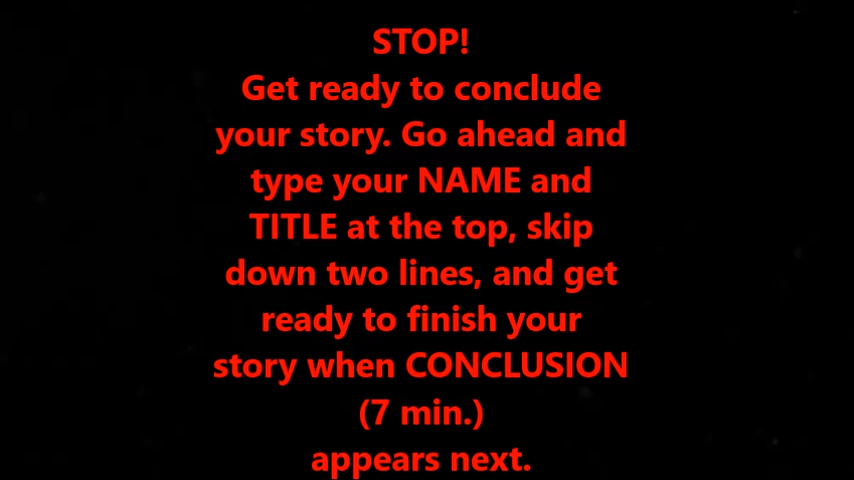 STOP!
Get ready to conclude
your story. Go ahead and
type your NAME and
TITLE at the top, skip
down two lines, and get
ready to finish your
story when CONCLUSION
(7 min.)
appears next.